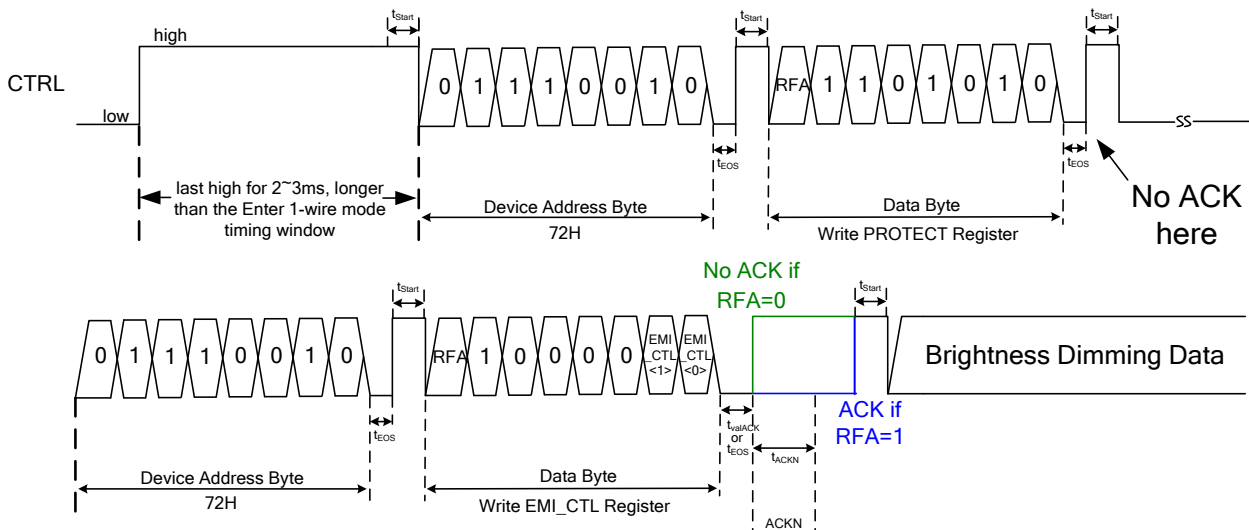 tStart
tStart
tStart
high
CTRL
low
0 1 1 1 0 0 1 0
RFA 1 1 0 1 0 1 0
SS
tEOS
tEOS
last high for 2~3ms, longer
than the Enter 1-wire mode
timing window
Device Address Byte
72H
Data Byte
Write PROTECT Register
No ACK
here
No ACK if
RFA=0
tStart
tStart
0 1 1 1 0 0 1 0
RFA 1 0 0 0 0 EMI_CTL<1> EMI_CTL<0>
Brightness Dimming Data
tEOS
tvalACK
or
tEOS
tACKN
ACK if
RFA=1
Device Address Byte
72H
Data Byte
Write EMI_CTL Register
ACKN